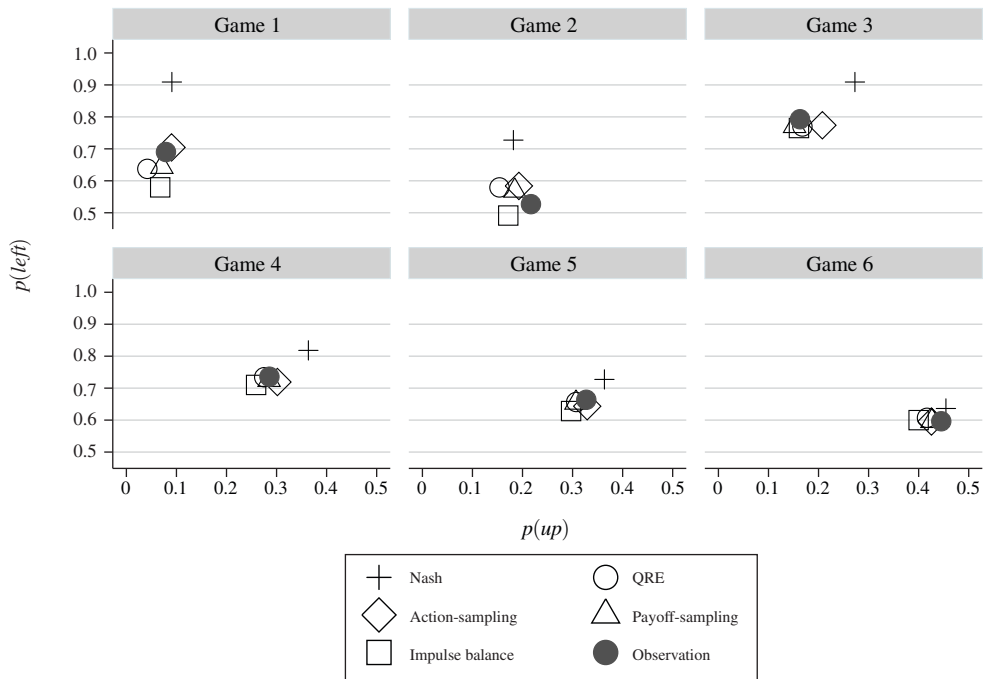 Game 1 Game 2 Game 3
1.0
0.9
0.8
0.7
0.6
0.5
p(left)
Game 4 Game 5 Game 6
1.0
0.9
0.8
0.7
0.6
0.5
0 0.1 0.2 0.3 0.4 0.5 0 0.1 0.2 0.3 0.4 0.5 0 0.1 0.2 0.3 0.4 0.5
p(up)
Nash QRE
Action-sampling Payoff-sampling
Impulse balance Observation